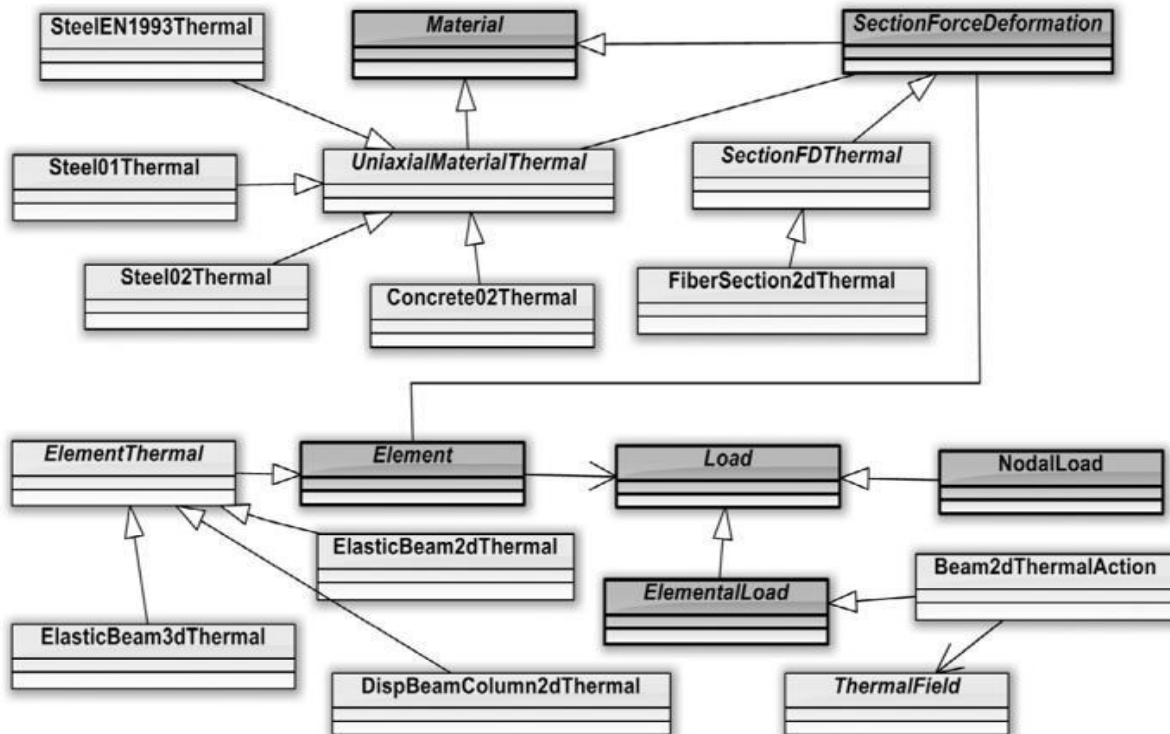 SteelEN1993Thermal
Material
SectionForceDeformation
Steel01Thermal
UniaxialMaterialThermal
SectionFDThermal
Steel02Thermal
Concrete02Thermal
FiberSection2dThermal
ElementThermal
Element
Load
NodalLoad
ElasticBeam2dThermal
ElementalLoad
Beam2dThermalAction
ElasticBeam3dThermal
DispBeamColumn2dThermal
ThermalField